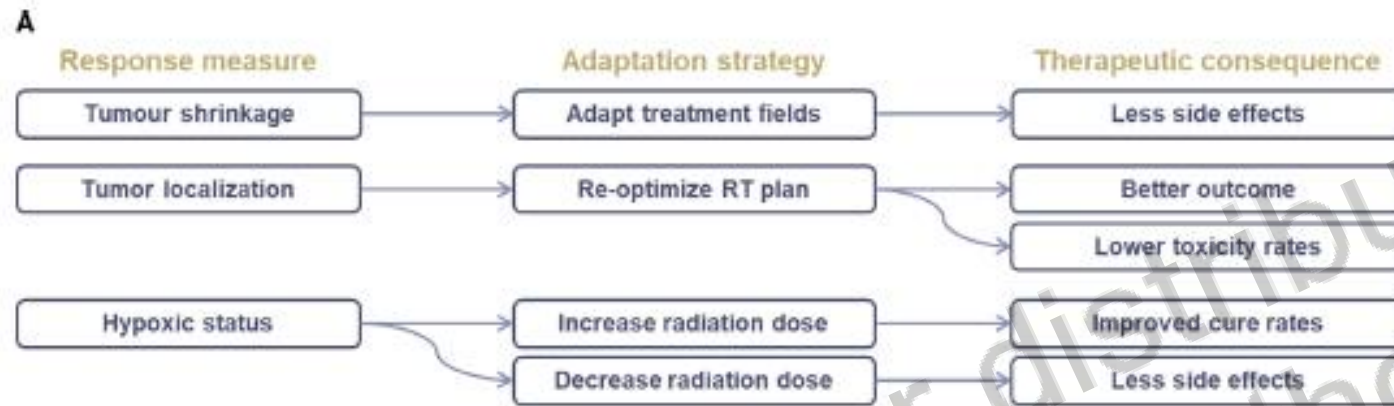 A
Response measure Adaptation strategy Therapeutic consequence
Tumour shrinkage Adapt treatment fields Less side effects
Tumor localization Re-optimize RT plan Better outcome
Lower toxicity rates
Hypoxic status Increase radiation dose Improved cure rates
Decrease radiation dose Less side effects